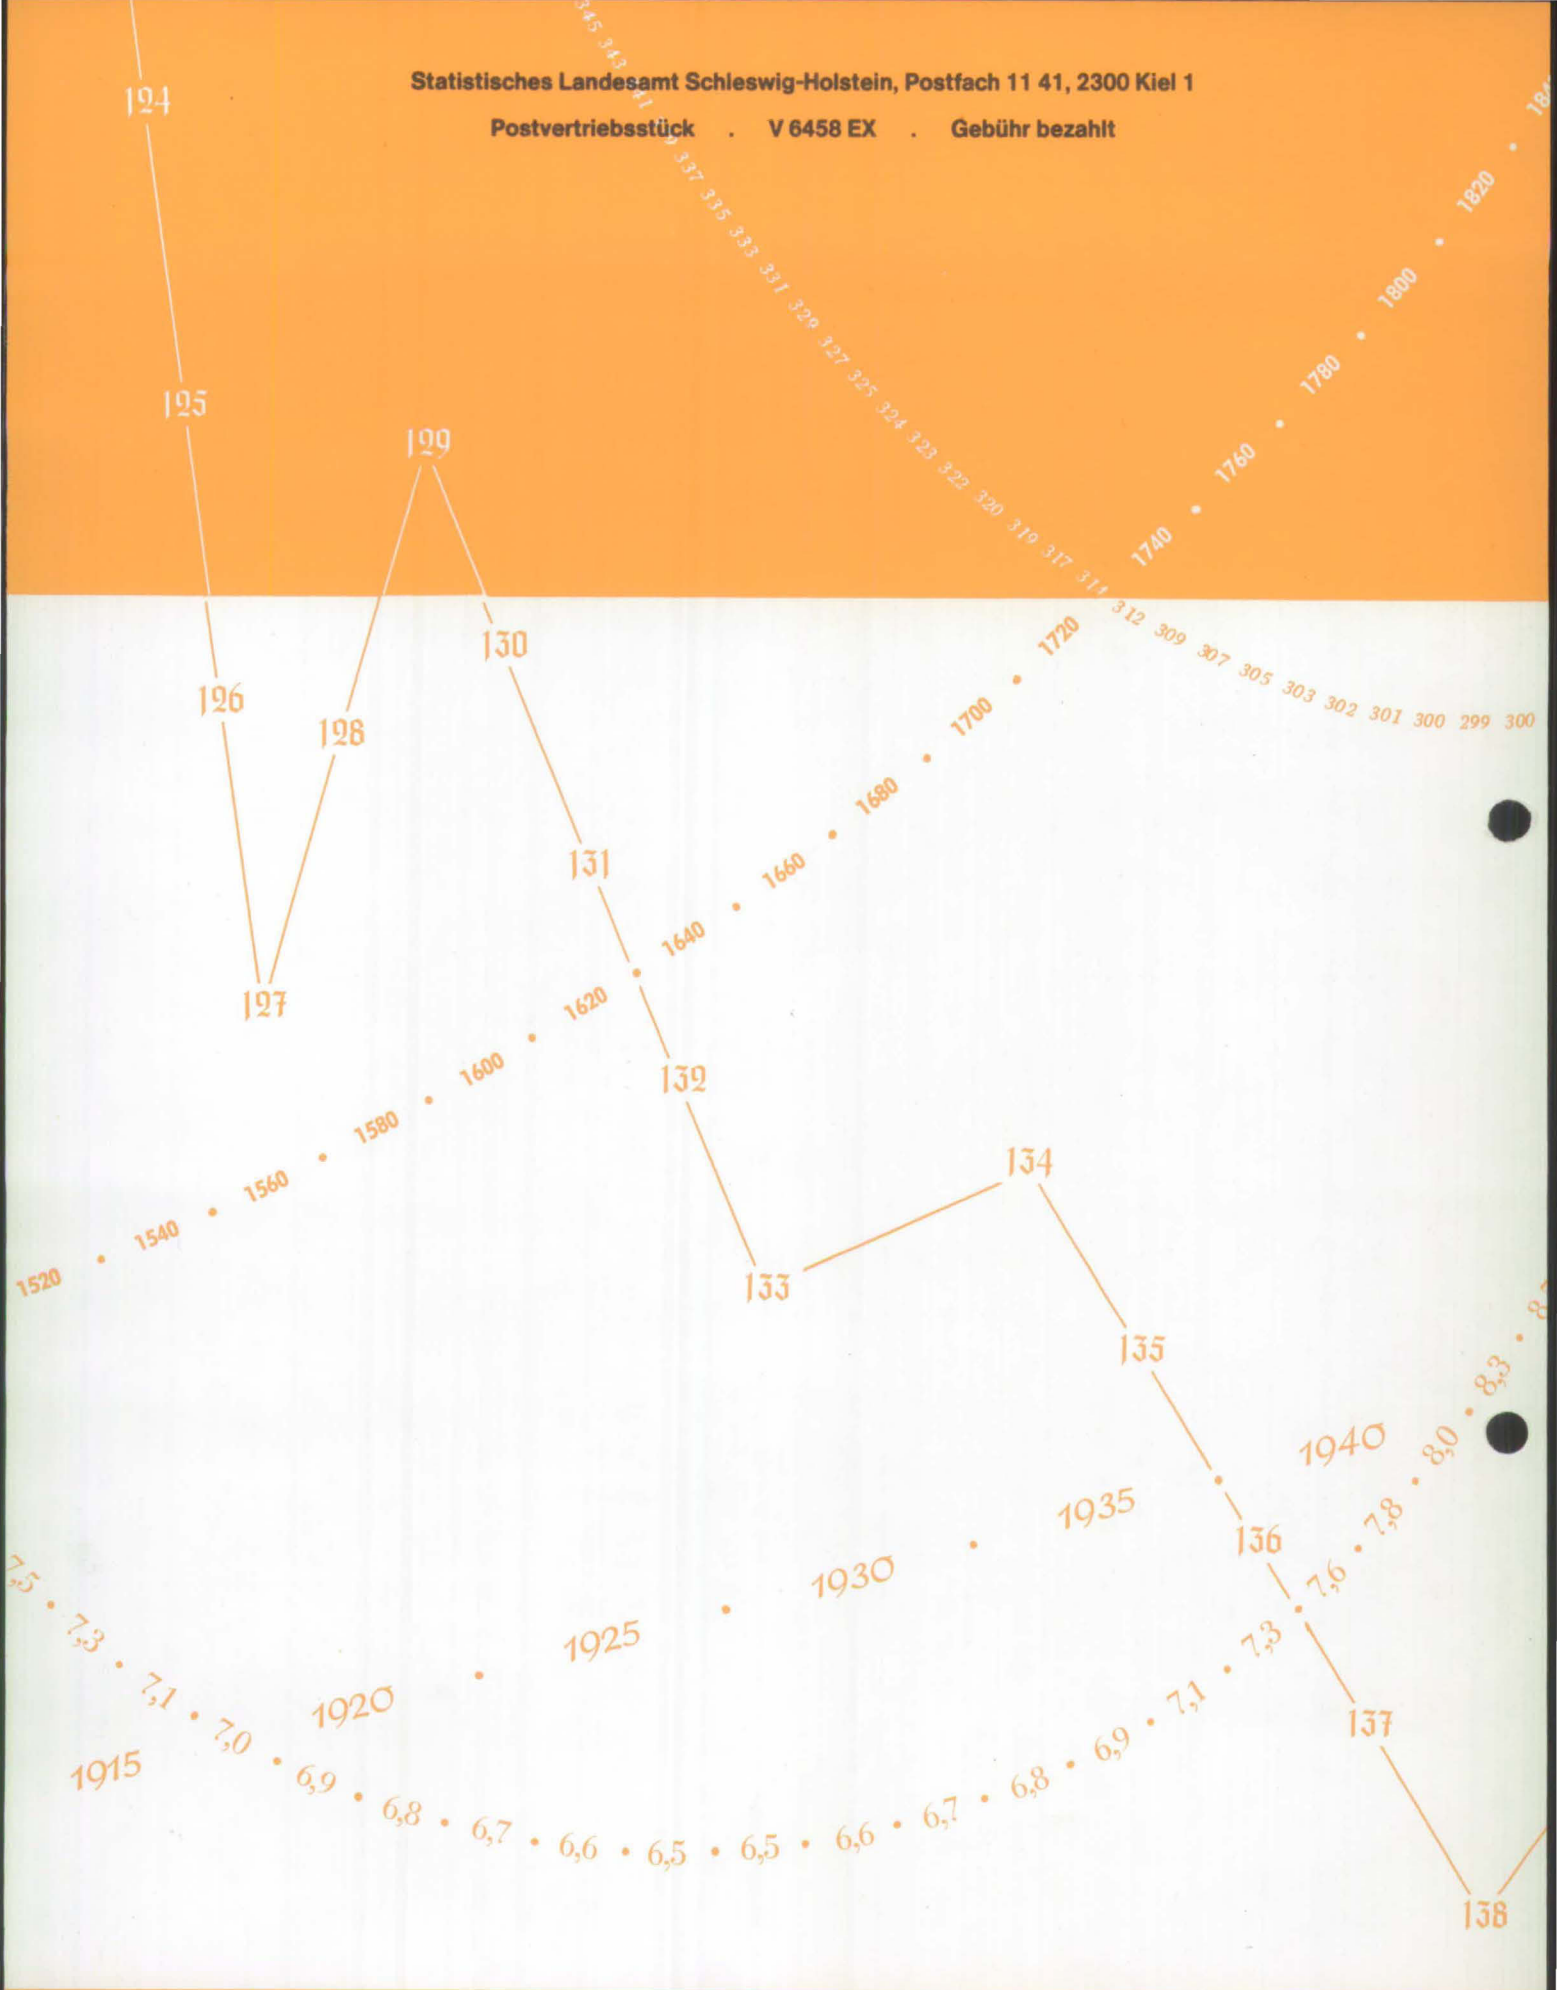 Statistisches Landesamt Schleswig-Holstein, Postfach 11 41, 2300 Kiel 1
Postvertriebsstück . V 6458 EX . Gebühr bezahlt
124
125
126
127
128
129
130
131
132
133
134
135
136
137
138
345 343 337 335 333 331 329 327 325 324 323 322 320 319 317 314 312 309 307 305 303 302 301 300 299 300
1520 • 1540 • 1560 • 1580 • 1600 • 1620 • 1640 • 1660 • 1680 • 1700 • 1720 1740 • 1760 • 1780 • 1800 • 1820 •
1915 1920 • 1925 • 1930 • 1935 • 1940
7,5 • 7,3 • 7,1 • 7,0 • 6,9 • 6,8 • 6,7 • 6,6 • 6,5 • 6,5 • 6,6 • 6,7 • 6,8 • 6,9 • 7,1 • 7,3 • 7,6 • 7,8 • 8,0 • 8,3 •